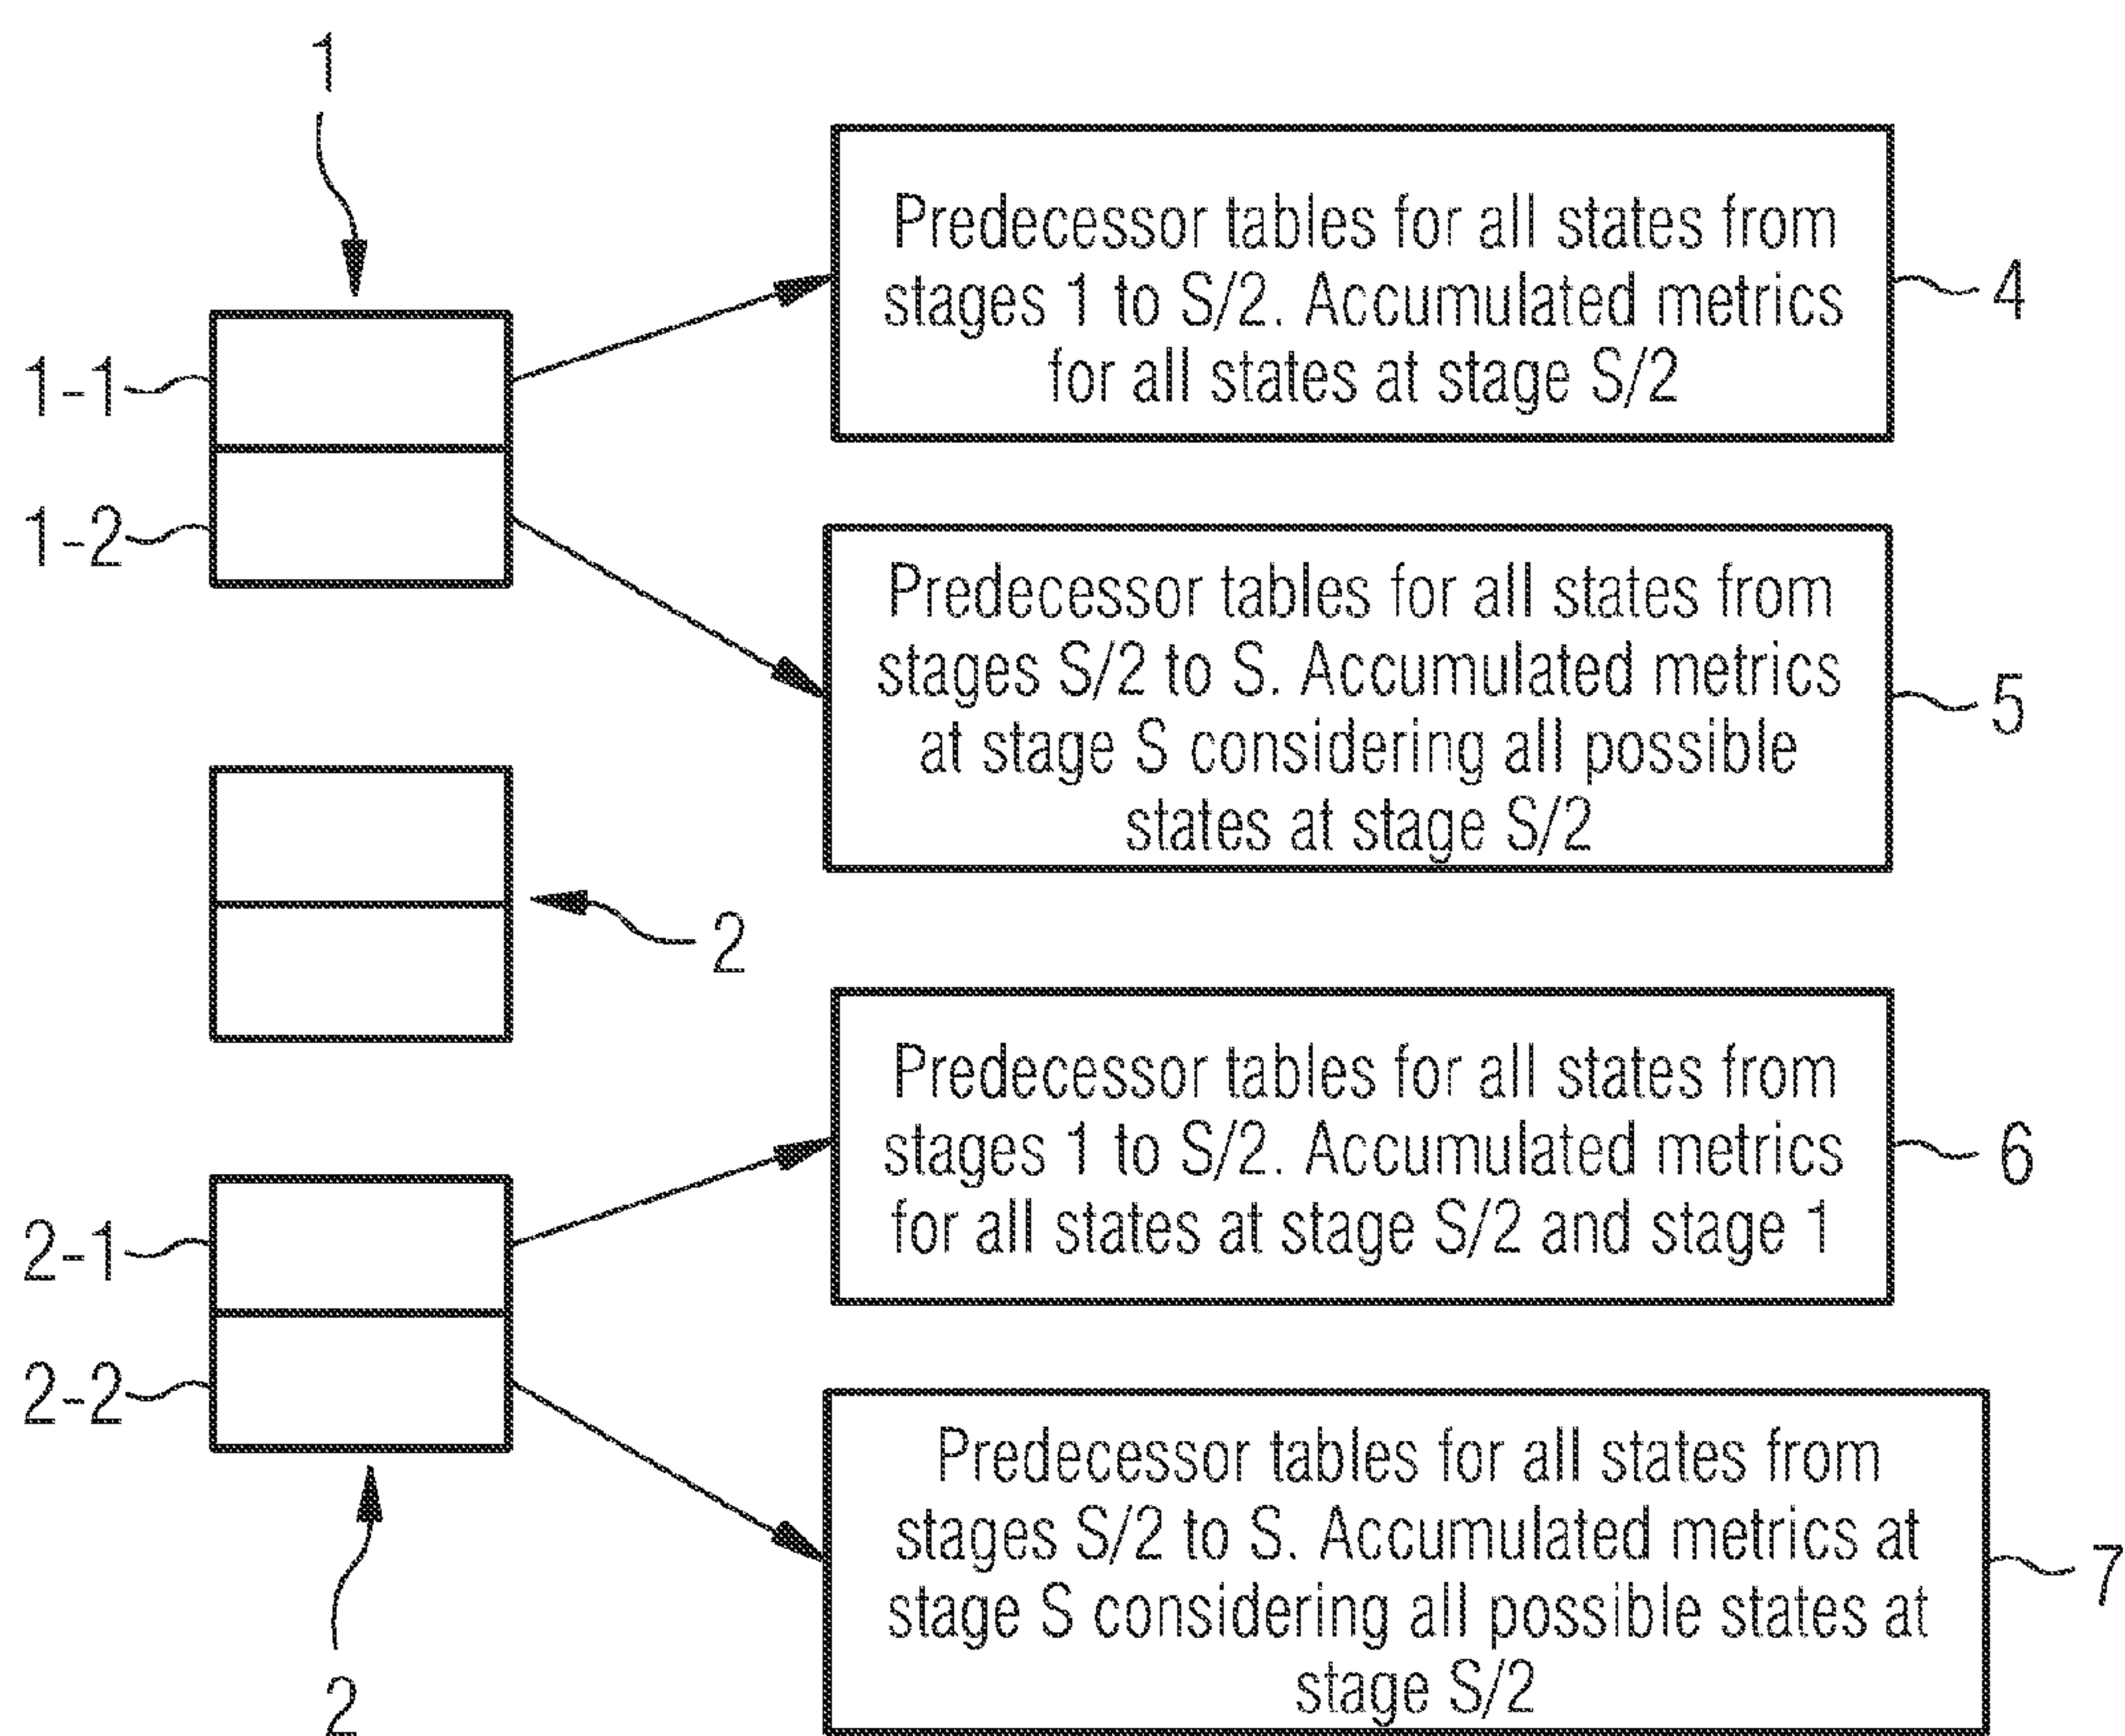 1
Predecessor tables for all states from
stages 1 to S/2. Accumulated metrics
for all states at stage S/2
4
1-1
1-2
Predecessor tables for all states from
stages S/2 to S. Accumulated metrics
at stage S considering all possible
states at stage S/2
5
2
Predecessor tables for all states from
stages 1 to S/2. Accumulated metrics
for all states at stage S/2 and stage 1
6
2-1
2-2
Predecessor tables for all states from
stages S/2 to S. Accumulated metrics at
stage S considering all possible states at
stage S/2
7
2